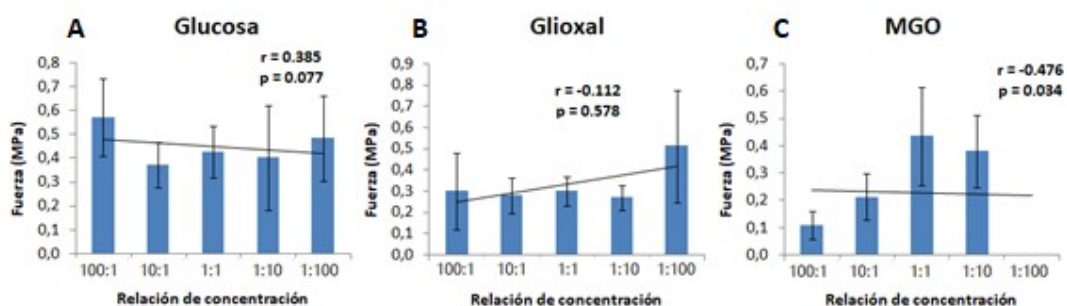 A
Glucosa
r = 0.385
p = 0.077
Fuerza (MPa)
0,8
0,7
0,6
0,5
0,4
0,3
0,2
0,1
0,0
100:1 10:1 1:1 1:10 1:100
Relación de concentración
B
Glioxal
r = -0.112
p = 0.578
Fuerza (MPa)
0,9
0,8
0,7
0,6
0,5
0,4
0,3
0,2
0,1
0,0
100:1 10:1 1:1 1:10 1:100
Relación de concentración
C
MGO
r = -0.476
p = 0.034
Fuerza (MPa)
0,7
0,6
0,5
0,4
0,3
0,2
0,1
0,0
100:1 10:1 1:1 1:10 1:100
Relación de concentración